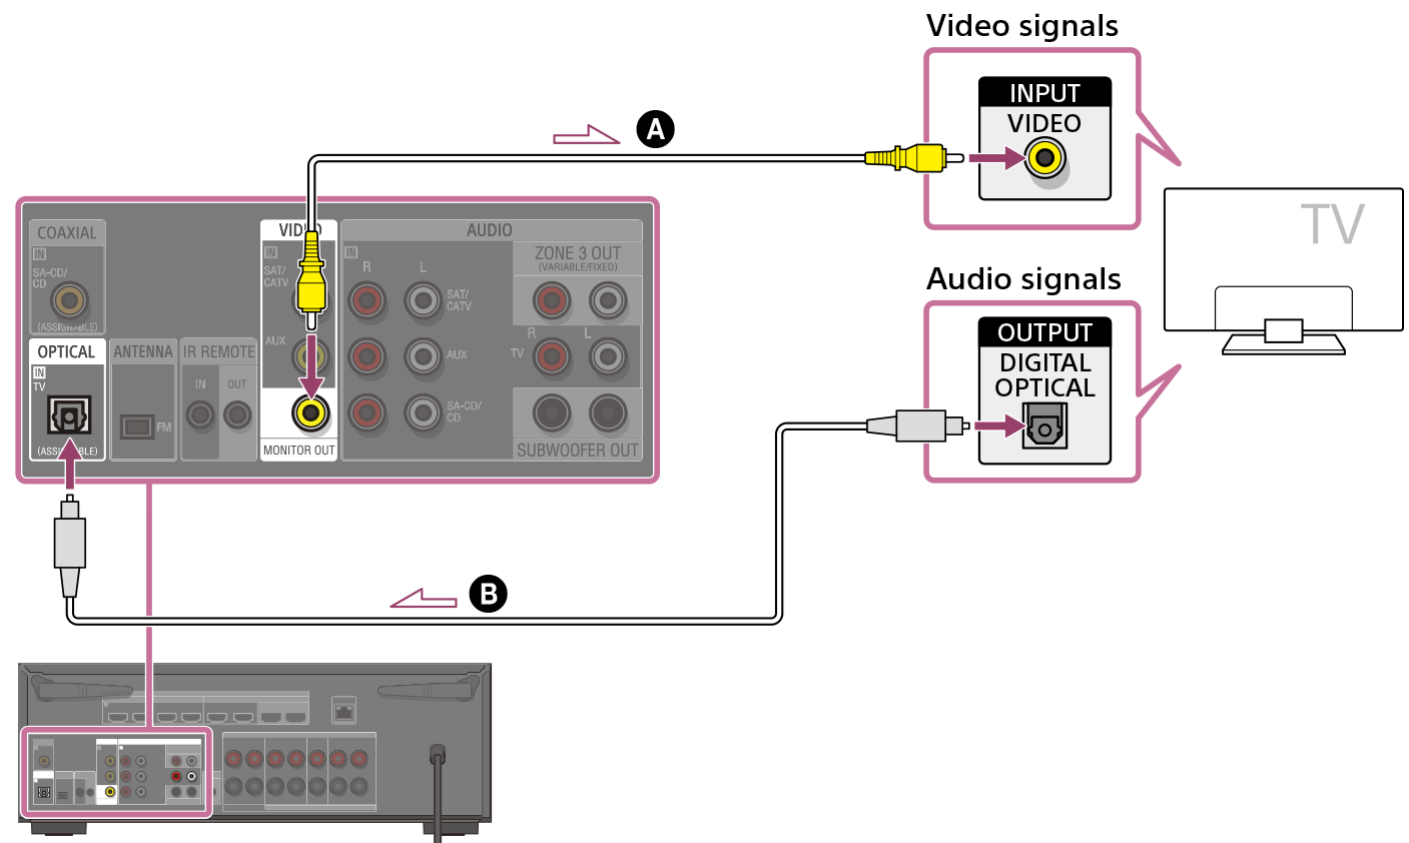 Video signals
INPUT
VIDEO
A
TV
COAXIAL
IN
SA-CD/
CD
(ASSIGNABLE)
VIDEO
IN
SAT/
CATV
AUX
MONITOR OUT
AUDIO
IN
R
L
SAT/
CATV
AUX
SA-CD/
CD
ZONE 3 OUT
(VARIABLE/FIXED)
R
L
TV
SUBWOOFER OUT
OPTICAL
IN
TV
(ASSIGNABLE)
ANTENNA
FM
IR REMOTE
IN
OUT
Audio signals
OUTPUT
DIGITAL
OPTICAL
B